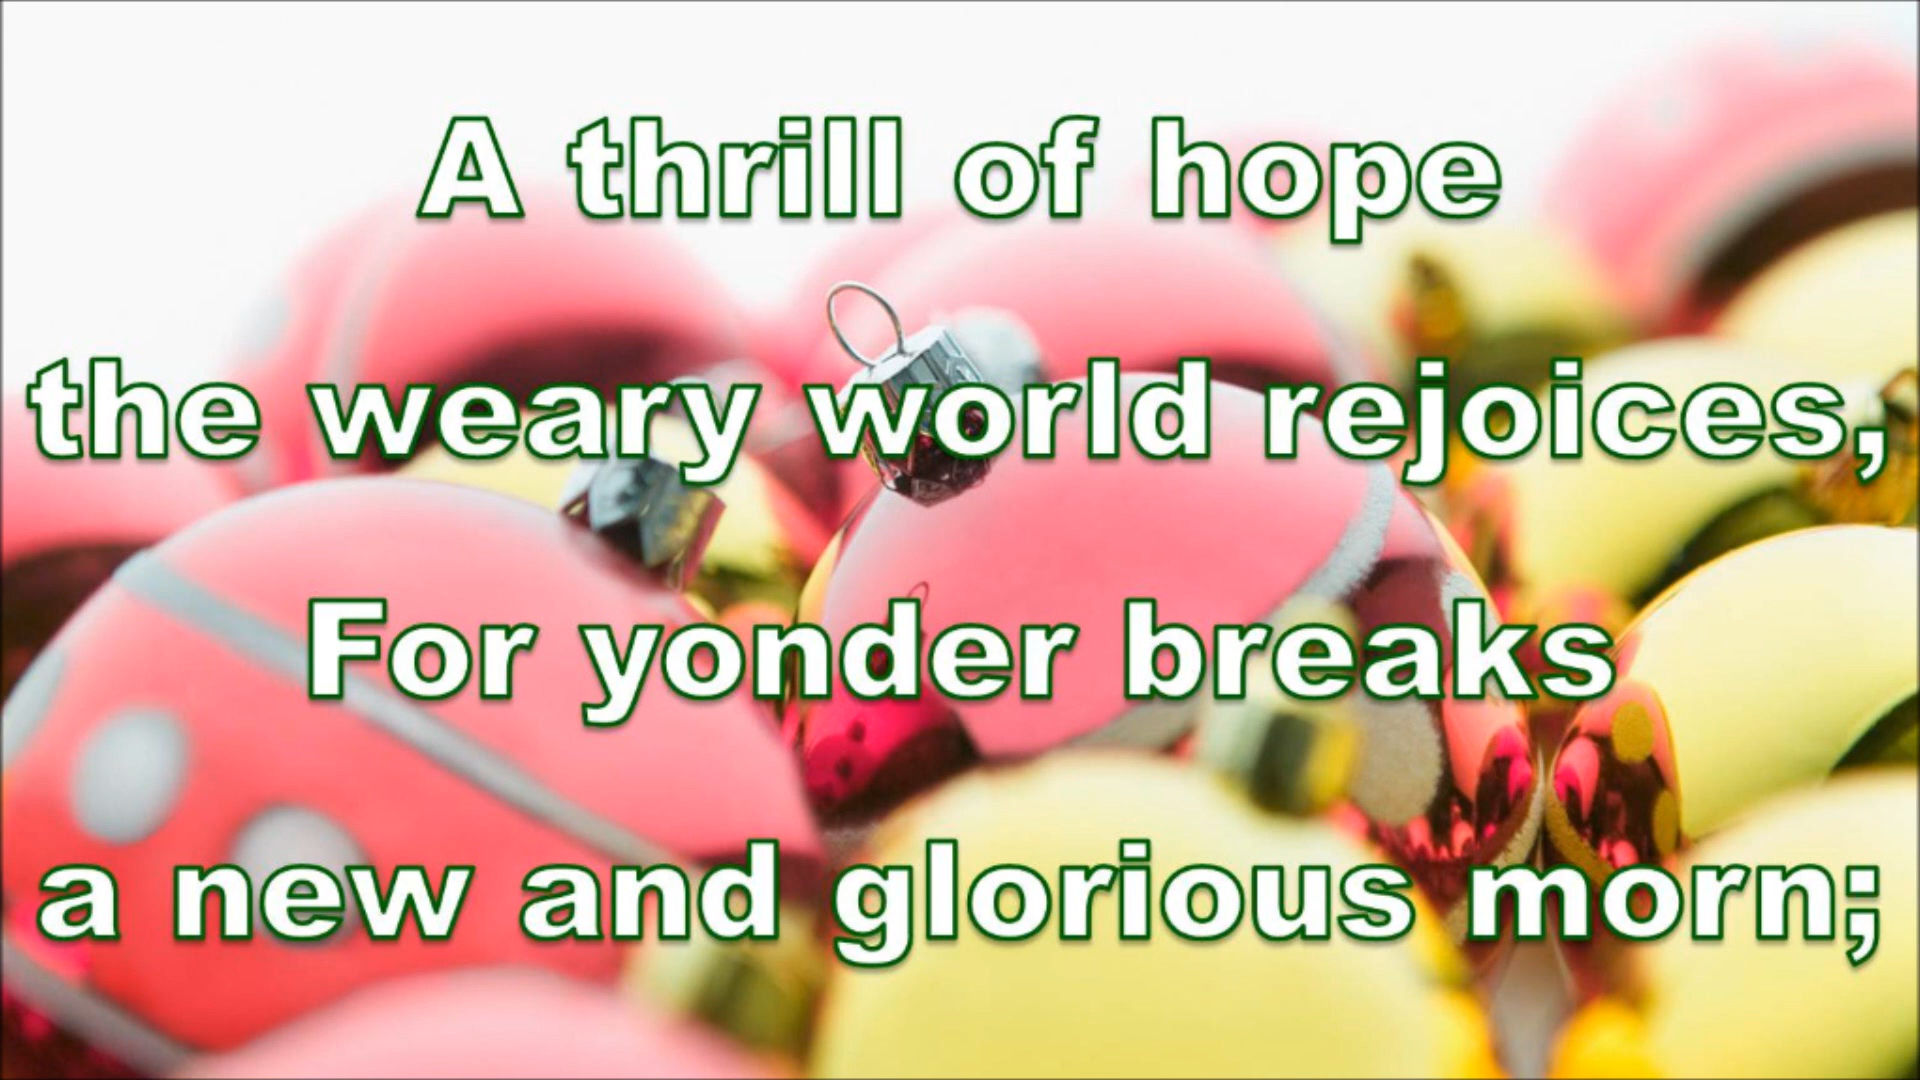 A thrill of hope
the weary world rejoices,
For yonder breaks
a new and glorious morn;